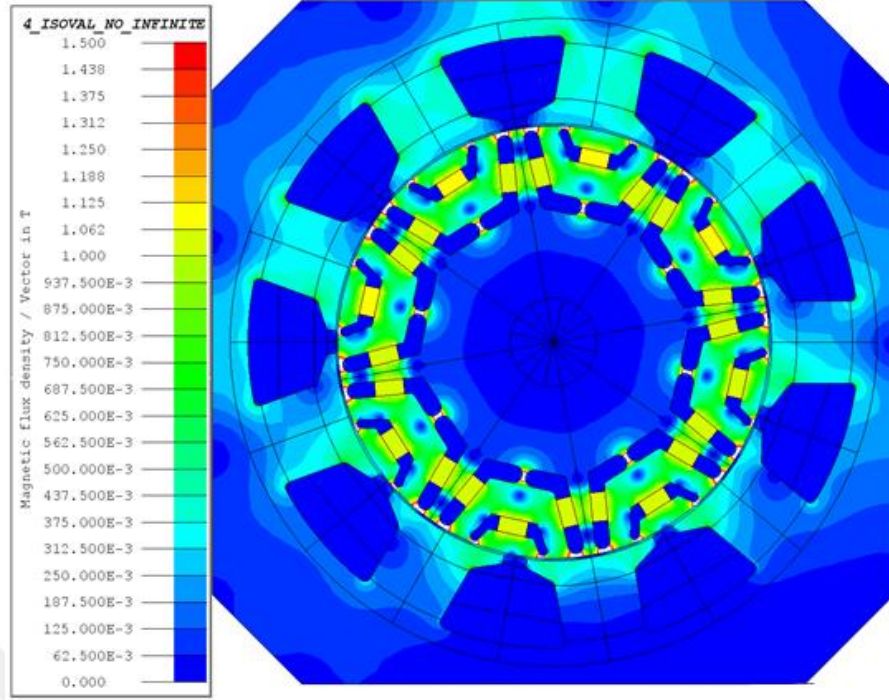 4_ISOVAL_NO_INFINITE
Magnetic flux density / Vector in T
1.500
1.438
1.375
1.312
1.250
1.188
1.125
1.062
1.000
937.500E-3
875.000E-3
812.500E-3
750.000E-3
687.500E-3
625.000E-3
562.500E-3
500.000E-3
437.500E-3
375.000E-3
312.500E-3
250.000E-3
187.500E-3
125.000E-3
62.500E-3
0.000